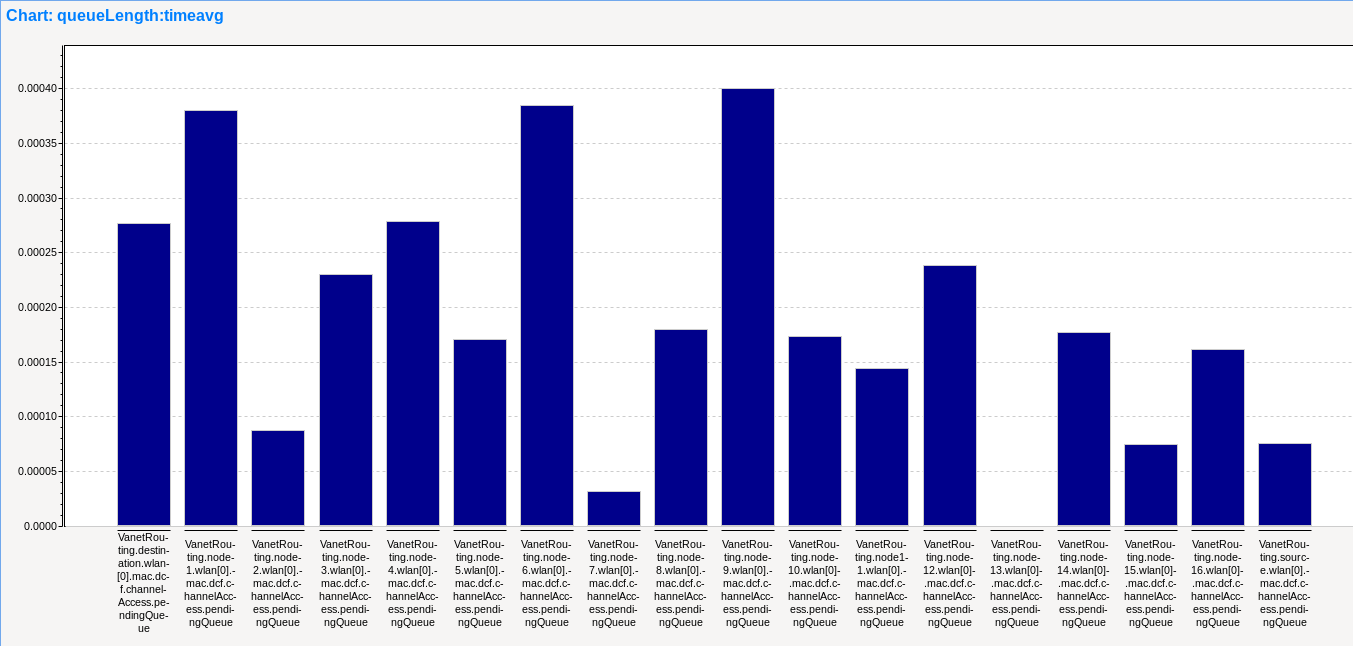 Chart: queueLength:timeavg
0.00040
0.00035
0.00030
0.00025
0.00020
0.00015
0.00010
0.00005
0.0000
VanetRou-
ting.destin-
ation.wlan-
[0].mac.dc-
f.channel-
Access.pe-
ndingQue-
ue
VanetRou-
ting.node-
1.wlan[0].-
mac.dcf.c-
hannelAcc-
ess.pendi-
ngQueue
VanetRou-
ting.node-
2.wlan[0].-
mac.dcf.c-
hannelAcc-
ess.pendi-
ngQueue
VanetRou-
ting.node-
3.wlan[0].-
mac.dcf.c-
hannelAcc-
ess.pendi-
ngQueue
VanetRou-
ting.node-
4.wlan[0].-
mac.dcf.c-
hannelAcc-
ess.pendi-
ngQueue
VanetRou-
ting.node-
5.wlan[0].-
mac.dcf.c-
hannelAcc-
ess.pendi-
ngQueue
VanetRou-
ting.node-
6.wlan[0].-
mac.dcf.c-
hannelAcc-
ess.pendi-
ngQueue
VanetRou-
ting.node-
7.wlan[0].-
mac.dcf.c-
hannelAcc-
ess.pendi-
ngQueue
VanetRou-
ting.node-
8.wlan[0].-
mac.dcf.c-
hannelAcc-
ess.pendi-
ngQueue
VanetRou-
ting.node-
9.wlan[0].-
mac.dcf.c-
hannelAcc-
ess.pendi-
ngQueue
VanetRou-
ting.node-
10.wlan[0]-
.mac.dcf.c-
hannelAcc-
ess.pendi-
ngQueue
VanetRou-
ting.node1-
1.wlan[0].-
mac.dcf.c-
hannelAcc-
ess.pendi-
ngQueue
VanetRou-
ting.node-
12.wlan[0]-
.mac.dcf.c-
hannelAcc-
ess.pendi-
ngQueue
VanetRou-
ting.node-
13.wlan[0]-
.mac.dcf.c-
hannelAcc-
ess.pendi-
ngQueue
VanetRou-
ting.node-
14.wlan[0]-
.mac.dcf.c-
hannelAcc-
ess.pendi-
ngQueue
VanetRou-
ting.node-
15.wlan[0]-
.mac.dcf.c-
hannelAcc-
ess.pendi-
ngQueue
VanetRou-
ting.node-
16.wlan[0]-
.mac.dcf.c-
hannelAcc-
ess.pendi-
ngQueue
VanetRou-
ting.sourc-
e.wlan[0].-
mac.dcf.c-
hannelAcc-
ess.pendi-
ngQueue